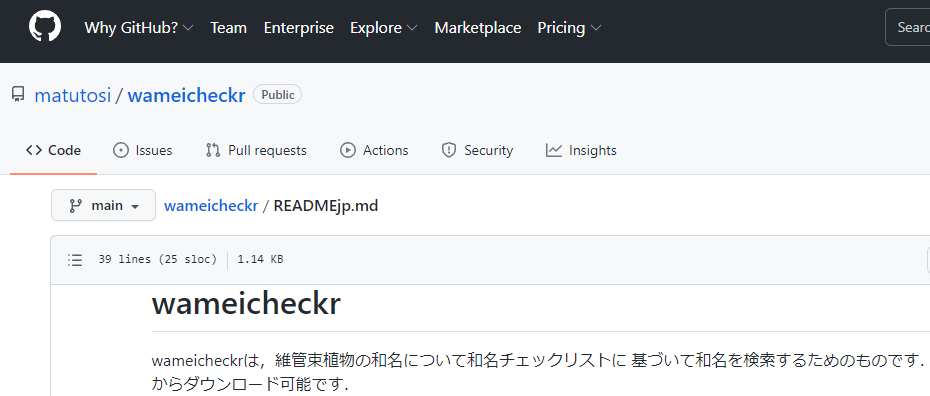 Why GitHub? Team Enterprise Explore Marketplace Pricing Searc
matutosi / wameicheckr Public
Code Issues Pull requests Actions Security Insights
main wameicheckr / READMEjp.md
39 lines (25 sloc) 1.14 KB
wameicheckr
wameicheckrは，維管束植物の和名について和名チェックリストに 基づいて和名を検索するためのものです．
からダウンロード可能です．